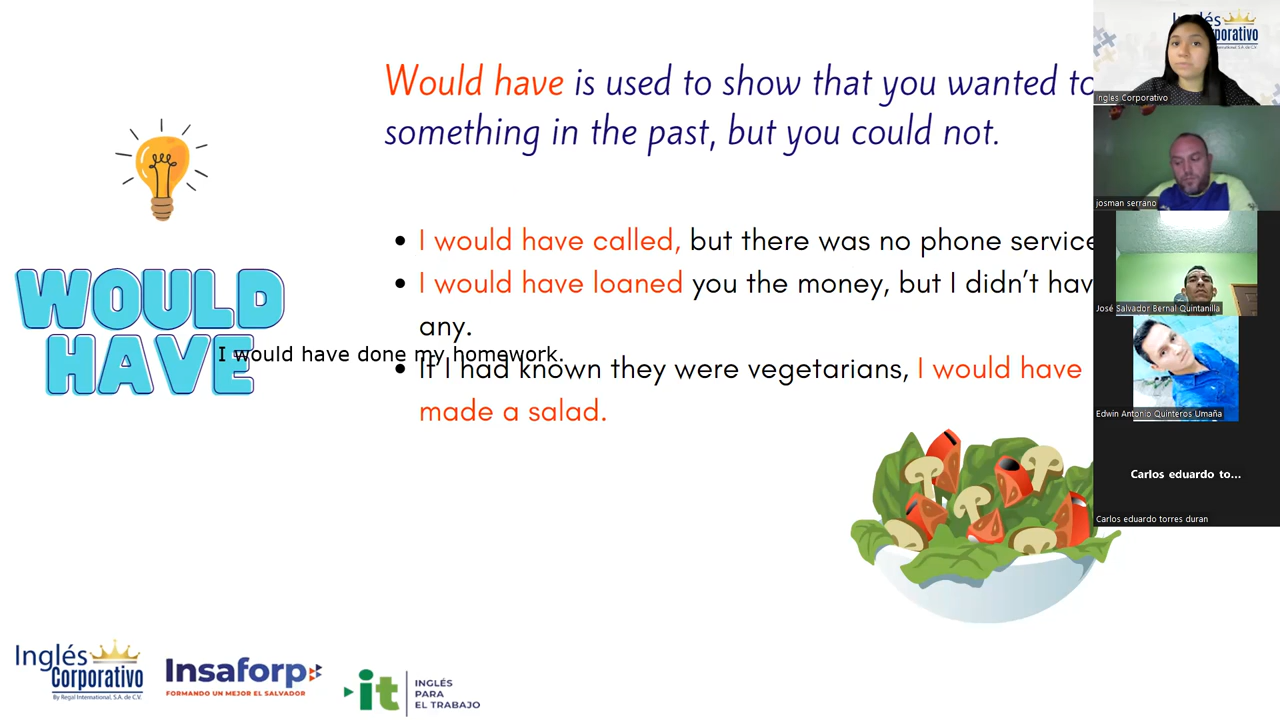 Would have is used to show that you wanted to
something in the past, but you could not.
WOULD
HAVE
I would have called, but there was no phone service
I would have loaned you the money, but I didn't
any.
I would have done my homework.
If I had known they were vegetarians, I would have
made a salad.
Inglés
Corporativo
By Regal International, S.A. de C.V.
Insaforp
FORMANDO UN MEJOR EL SALVADOR
it
INGLÉS
PARA
EL TRABAJO
Inglés Corporativo
josman serrano
José Salvador Bernal Quintanilla
Edwin Antonio Quinteros Umaña
Carlos eduardo to...
Carlos eduardo torres duran